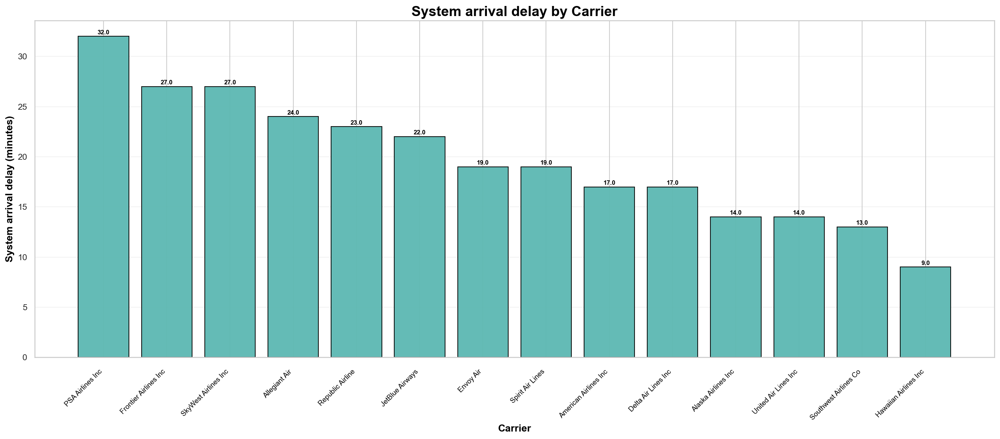 System arrival delay by Carrier
System arrival delay (minutes)
30
25
20
15
10
5
0
32.0
27.0
27.0
24.0
23.0
22.0
19.0
19.0
17.0
17.0
14.0
14.0
13.0
9.0
PSA Airlines Inc
Frontier Airlines Inc
SkyWest Airlines Inc
Allegiant Air
Republic Airline
JetBlue Airways
Envoy Air
Spirit Air Lines
American Airlines Inc
Delta Air Lines Inc
Alaska Airlines Inc
United Air Lines Inc
Southwest Airlines Co
Hawaiian Airlines Inc
Carrier